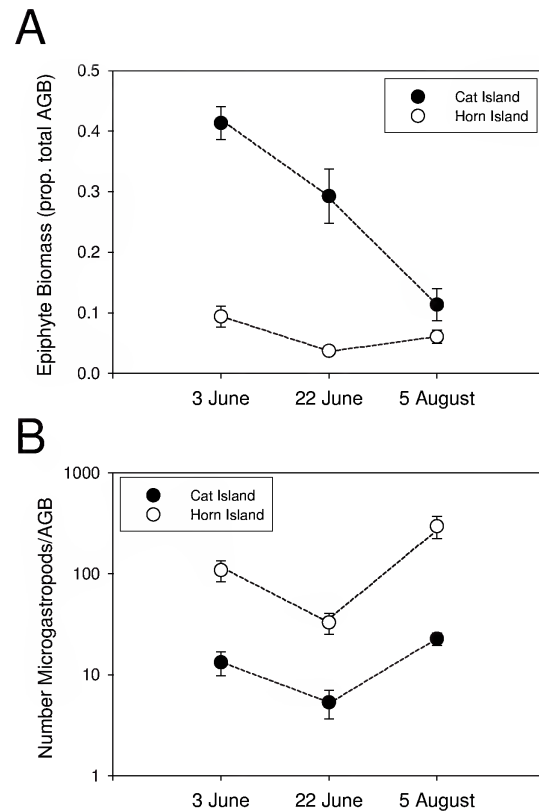 A
Epiphyte Biomass (prop. total AGB)
0.5
0.4
0.3
0.2
0.1
0.0
Cat Island
Horn Island
3 June
22 June
5 August
B
Number Microgastropods/AGB
1000
100
10
1
Cat Island
Horn Island
3 June
22 June
5 August